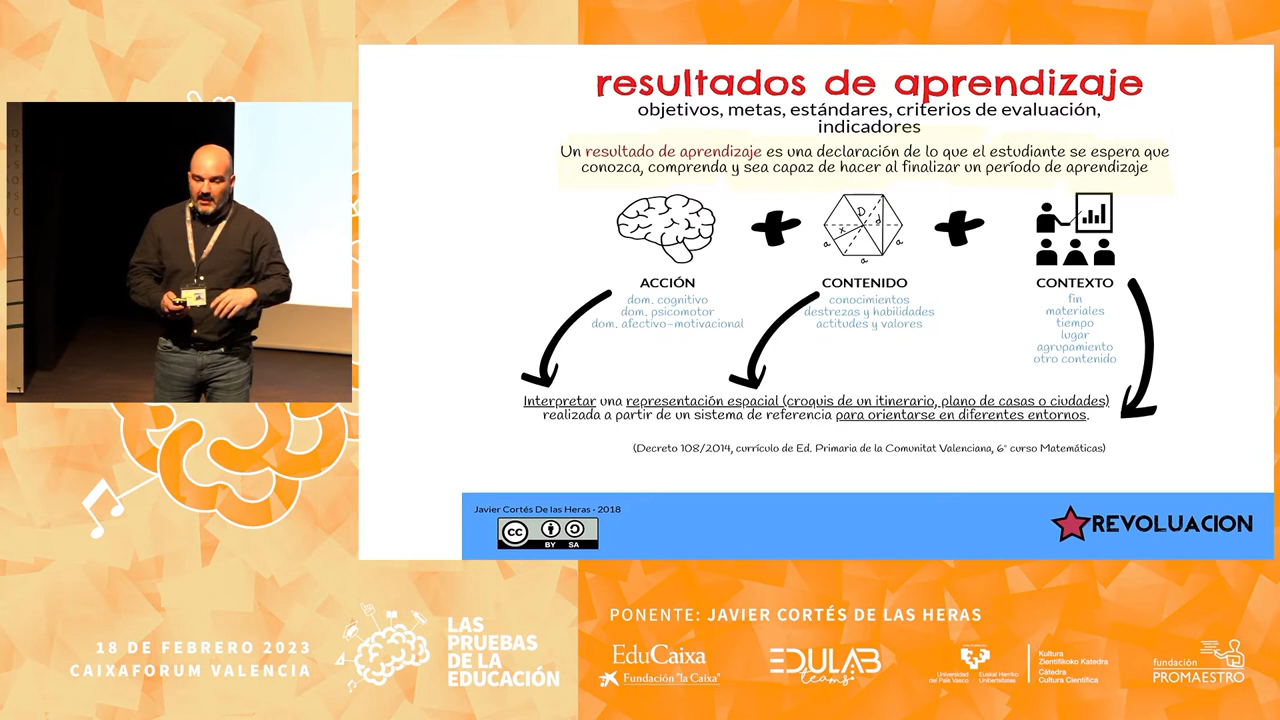 resultados de aprendizaje
objetivos, metas, estándares, criterios de evaluación,
indicadores
Un resultado de aprendizaje es una declaración de lo que el estudiante se espera que
conozca, comprenda y sea capaz de hacer al finalizar un período de aprendizaje
D
d
x
a
a
a
ACCIÓN
dom. cognitivo
dom. psicomotor
dom. afectivo-motivacional
CONTENIDO
conocimientos
destrezas y habilidades
actitudes y valores
CONTEXTO
fin
materiales
tiempo
lugar
agrupamiento
otro contenido
Interpretar una representación espacial (croquis de un itinerario, plano de casas o ciudades)
realizada a partir de un sistema de referencia para orientarse en diferentes entornos.
(Decreto 108/2014, currículo de Ed. Primaria de la Comunitat Valenciana, 6º curso Matemáticas)
Javier Cortés De las Heras · 2018
cc
BY SA
REVOLUACION
18 DE FEBRERO 2023
CAIXAFORUM VALENCIA
LAS
PRUEBAS
DE LA
EDUCACIÓN
PONENTE: JAVIER CORTÉS DE LAS HERAS
EduCaixa
Fundación "la Caixa"
EDULAB
teams
Universidad del País Vasco
Euskal Herriko Unibertsitatea
Kultura
Zientifikoko Katedra
Cátedra
Cultura Científica
fundación
PROMAESTRO